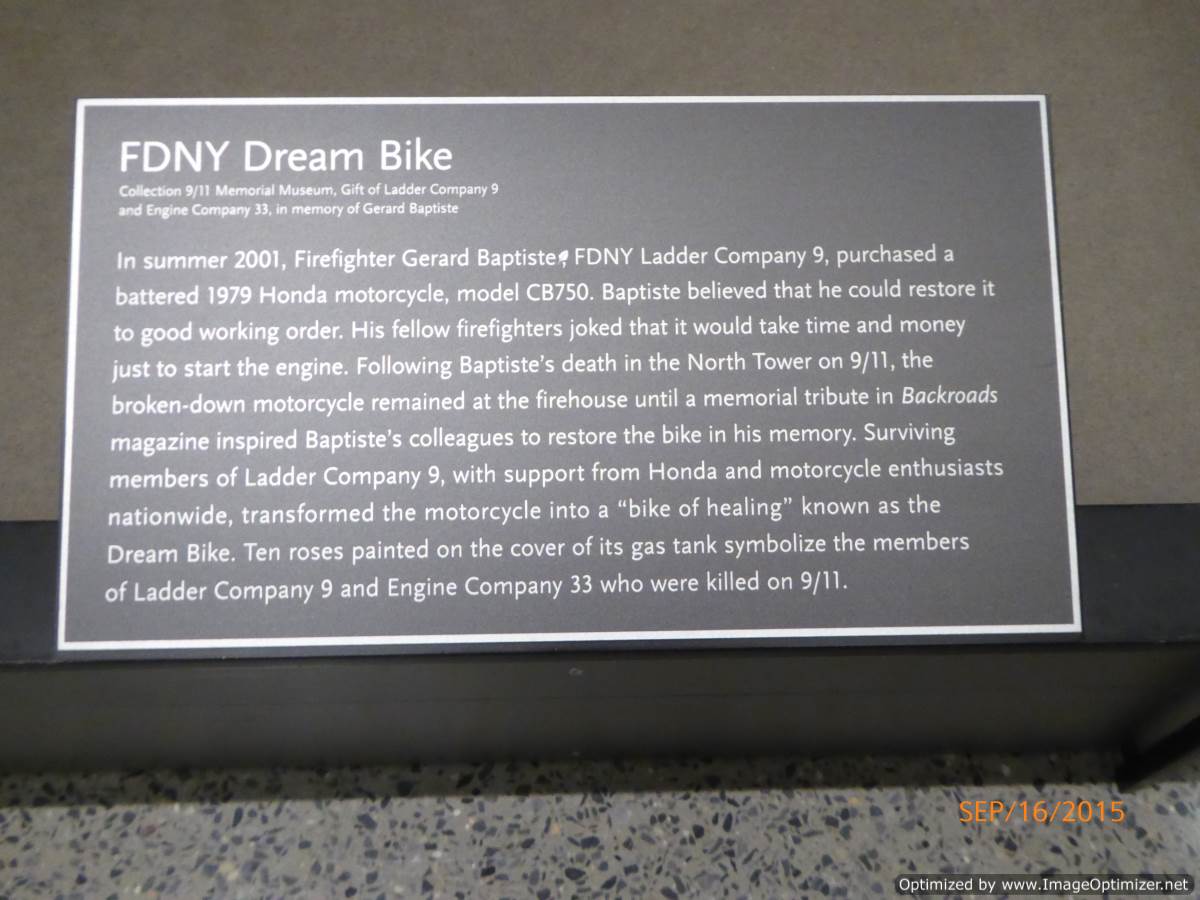 FDNY Dream Bike
Collection 9/11 Memorial Museum, Gift of Ladder Company 9
and Engine Company 33, in memory of Gerard Baptiste
In summer 2001, Firefighter Gerard Baptiste, FDNY Ladder Company 9, purchased a
battered 1979 Honda motorcycle, model CB750. Baptiste believed that he could restore it
to good working order. His fellow firefighters joked that it would take time and money
just to start the engine. Following Baptiste’s death in the North Tower on 9/11, the
broken-down motorcycle remained at the firehouse until a memorial tribute in Backroads
magazine inspired Baptiste’s colleagues to restore the bike in his memory. Surviving
members of Ladder Company 9, with support from Honda and motorcycle enthusiasts
nationwide, transformed the motorcycle into a “bike of healing” known as the
Dream Bike. Ten roses painted on the cover of its gas tank symbolize the members
of Ladder Company 9 and Engine Company 33 who were killed on 9/11.
SEP/16/2015
Optimized by www.ImageOptimizer.net